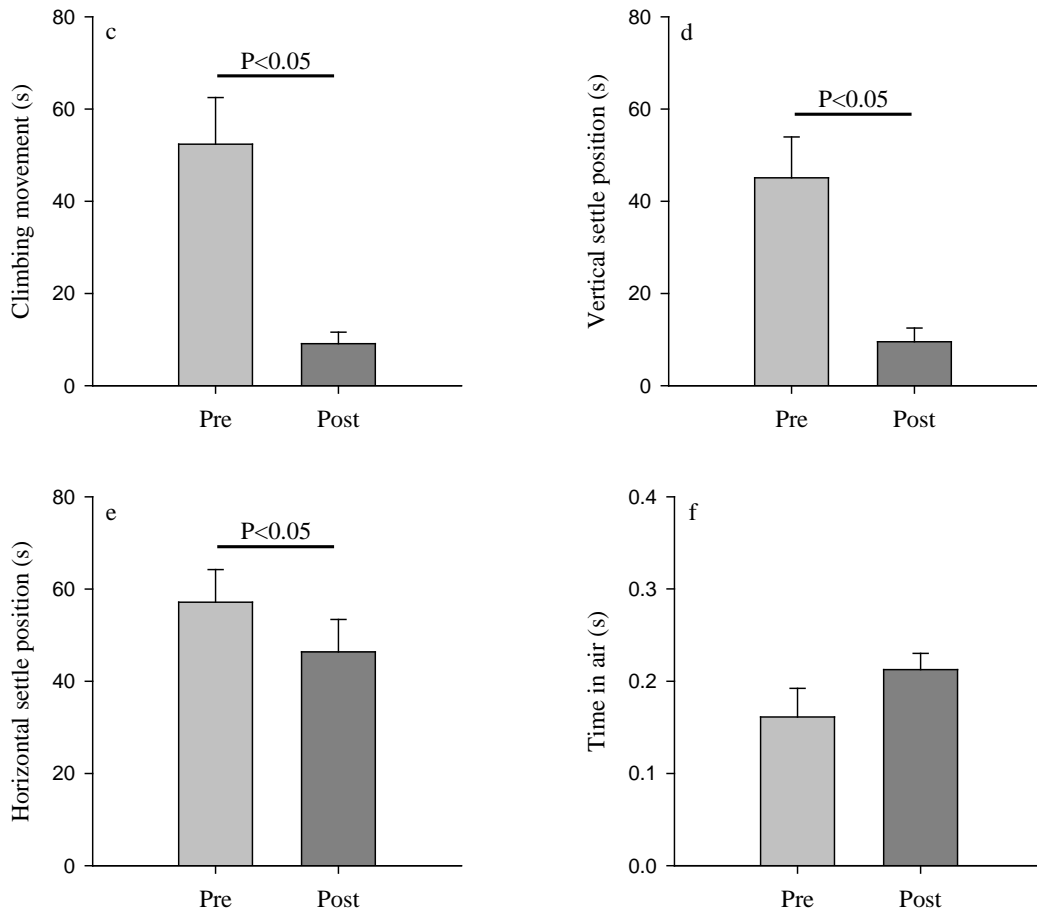 c
P<0.05
Climbing movement (s)
80
60
40
20
0
Pre Post
d
P<0.05
Vertical settle position (s)
80
60
40
20
0
Pre Post
e
P<0.05
Horizontal settle position (s)
80
60
40
20
0
Pre Post
f
Time in air (s)
0.4
0.3
0.2
0.1
0.0
Pre Post